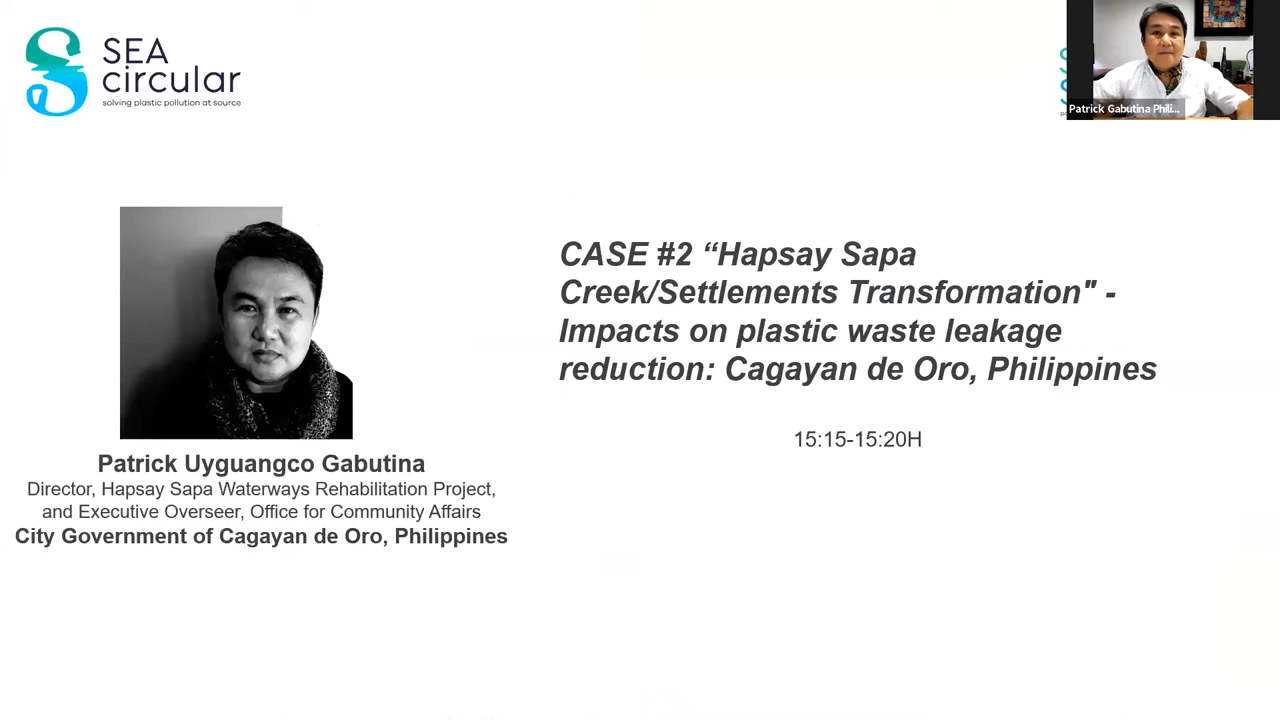 SEA
circular
solving plastic pollution at source
Patrick Gabutina Phili...
CASE #2 “Hapsay Sapa
Creek/Settlements Transformation" -
Impacts on plastic waste leakage
reduction: Cagayan de Oro, Philippines
15:15-15:20H
Patrick Uyguangco Gabutina
Director, Hapsay Sapa Waterways Rehabilitation Project,
and Executive Overseer, Office for Community Affairs
City Government of Cagayan de Oro, Philippines